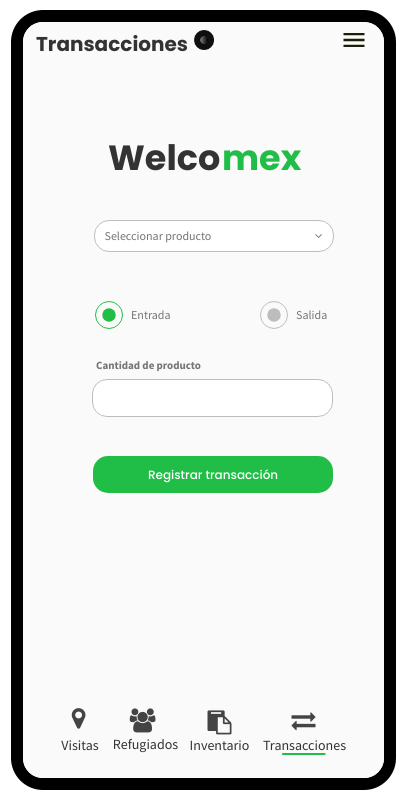 Transacciones
Welcomex
Seleccionar producto
Entrada Salida
Cantidad de producto
Registrar transacción
Visitas Refugiados Inventario Transacciones